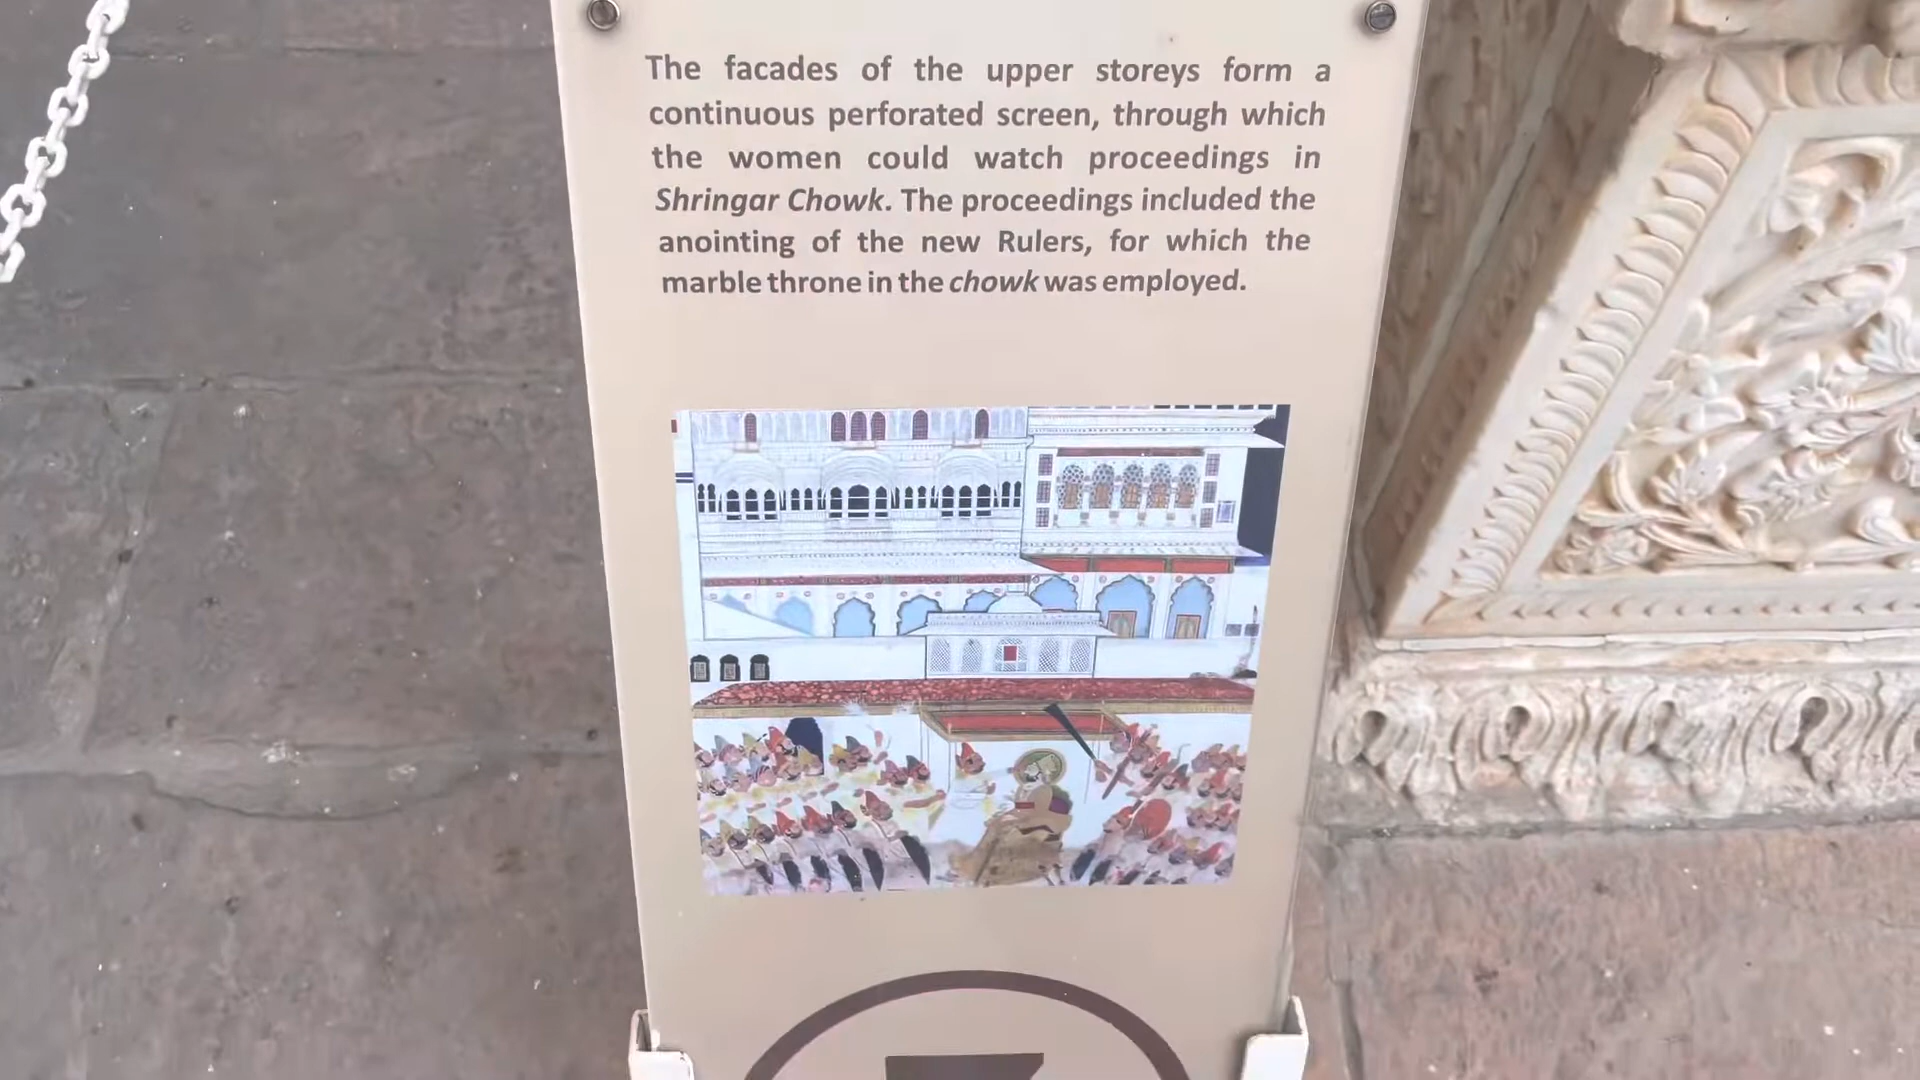 The facades of the upper storeys form a
continuous perforated screen, through which
the women could watch proceedings in
Shringar Chowk. The proceedings included the
anointing of the new Rulers, for which the
marble throne in the chowk was employed.